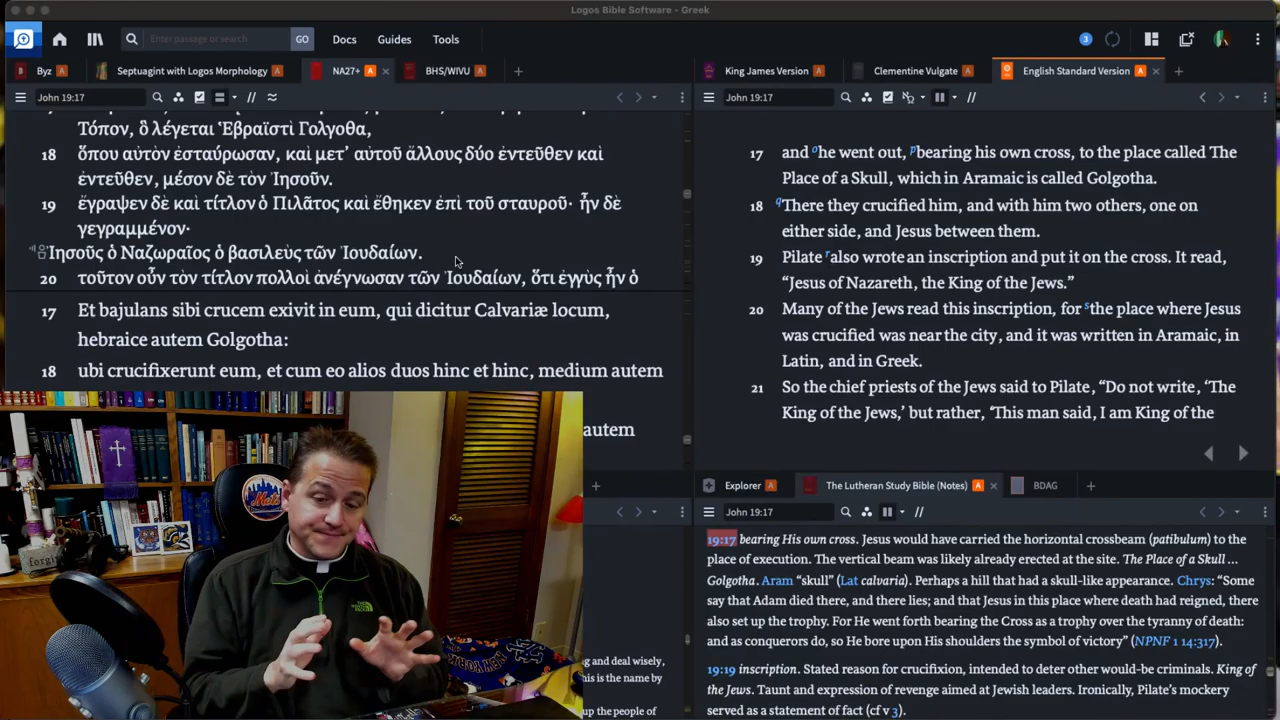 Logos Bible Software - Greek
Enter passage or search
GO
Docs
Guides
Tools
3
Byz A
Septuagint with Logos Morphology A
NA27+ A
BHS/WIVU A
John 19:17
Τόπον, ὃ λέγεται Ἑβραϊστὶ Γολγοθα,
18 ὅπου αὐτὸν ἐσταύρωσαν, καὶ μετʼ αὐτοῦ ἄλλους δύο ἐντεῦθεν καὶ
ἐντεῦθεν, μέσον δὲ τὸν Ἰησοῦν.
19 ἔγραψεν δὲ καὶ τίτλον ὁ Πιλᾶτος καὶ ἔθηκεν ἐπὶ τοῦ σταυροῦ· ἦν δὲ
γεγραμμένον·
Ἰησοῦς ὁ Ναζωραῖος ὁ βασιλεὺς τῶν Ἰουδαίων.
20 τοῦτον οὖν τὸν τίτλον πολλοὶ ἀνέγνωσαν τῶν Ἰουδαίων, ὅτι ἐγγὺς ἦν ὁ
17 Et bajulans sibi crucem exivit in eum, qui dicitur Calvariæ locum,
hebraice autem Golgotha:
18 ubi crucifixerunt eum, et cum eo alios duos hinc et hinc, medium autem
autem
forgiv
Mets
NEW YORK
g and deal wisely,
his is the name by
up the people of
King James Version A
Clementine Vulgate A
English Standard Version A
John 19:17
17 and ᵒhe went out, ᵖbearing his own cross, to the place called The
Place of a Skull, which in Aramaic is called Golgotha.
18 qThere they crucified him, and with him two others, one on
either side, and Jesus between them.
19 Pilate ʳalso wrote an inscription and put it on the cross. It read,
“Jesus of Nazareth, the King of the Jews.”
20 Many of the Jews read this inscription, for ˢthe place where Jesus
was crucified was near the city, and it was written in Aramaic, in
Latin, and in Greek.
21 So the chief priests of the Jews said to Pilate, “Do not write, ‘The
King of the Jews,’ but rather, ‘This man said, I am King of the
Explorer A
The Lutheran Study Bible (Notes) A
BDAG
John 19:17
19:17 bearing His own cross. Jesus would have carried the horizontal crossbeam (patibulum) to the
place of execution. The vertical beam was likely already erected at the site. The Place of a Skull …
Golgotha. Aram “skull” (Lat calvaria). Perhaps a hill that had a skull-like appearance. Chrys: “Some
say that Adam died there, and there lies; and that Jesus in this place where death had reigned, there
also set up the trophy. For He went forth bearing the Cross as a trophy over the tyranny of death:
and as conquerors do, so He bore upon His shoulders the symbol of victory” (NPNF 1 14:317).
19:19 inscription. Stated reason for crucifixion, intended to deter other would-be criminals. King of
the Jews. Taunt and expression of revenge aimed at Jewish leaders. Ironically, Pilate’s mockery
served as a statement of fact (cf v 3).